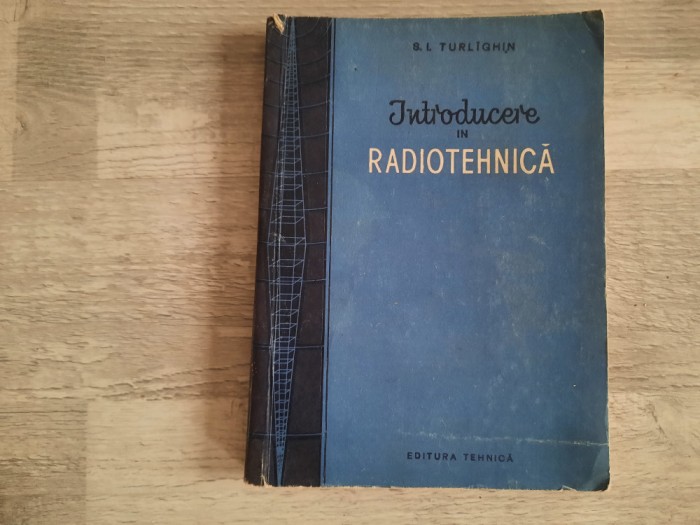 S. I. TURLÎGHIN
Introducere
IN
RADIOTEHNICĂ
EDITURA TEHNICĂ